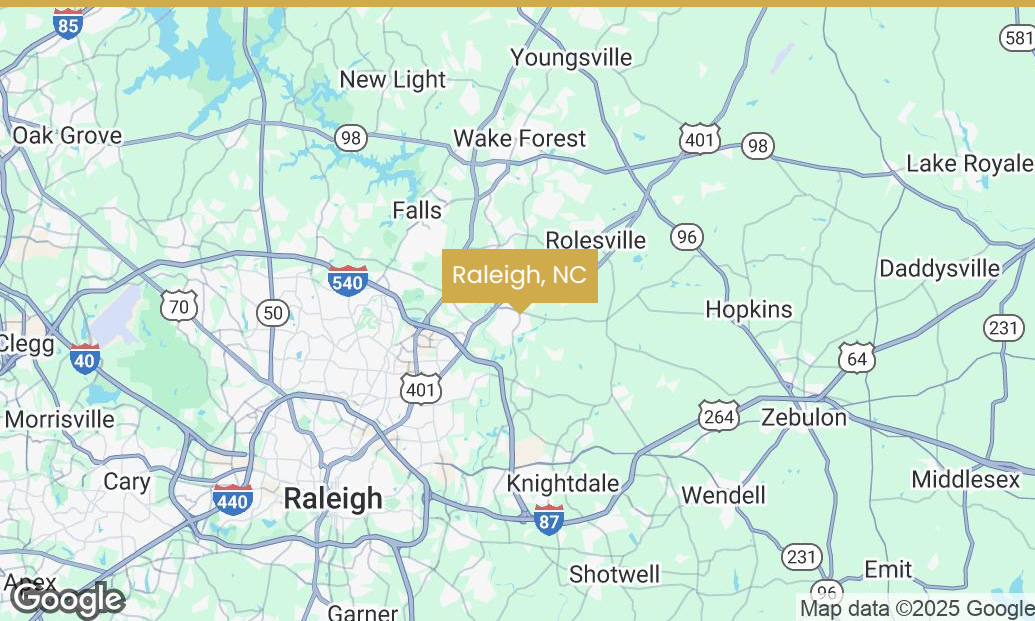 85
581
Youngsville
New Light
Oak Grove
98
Wake Forest
401
98
Lake Royale
Falls
96
Rolesville
Raleigh, NC
Daddysville
540
70
50
Hopkins
231
Clegg
40
64
401
264
Zebulon
Morrisville
Cary
Knightdale
Middlesex
440
Raleigh
Wendell
87
231
Emit
Shotwell
Apex
96
Google
Garner
Map data ©2025 Google